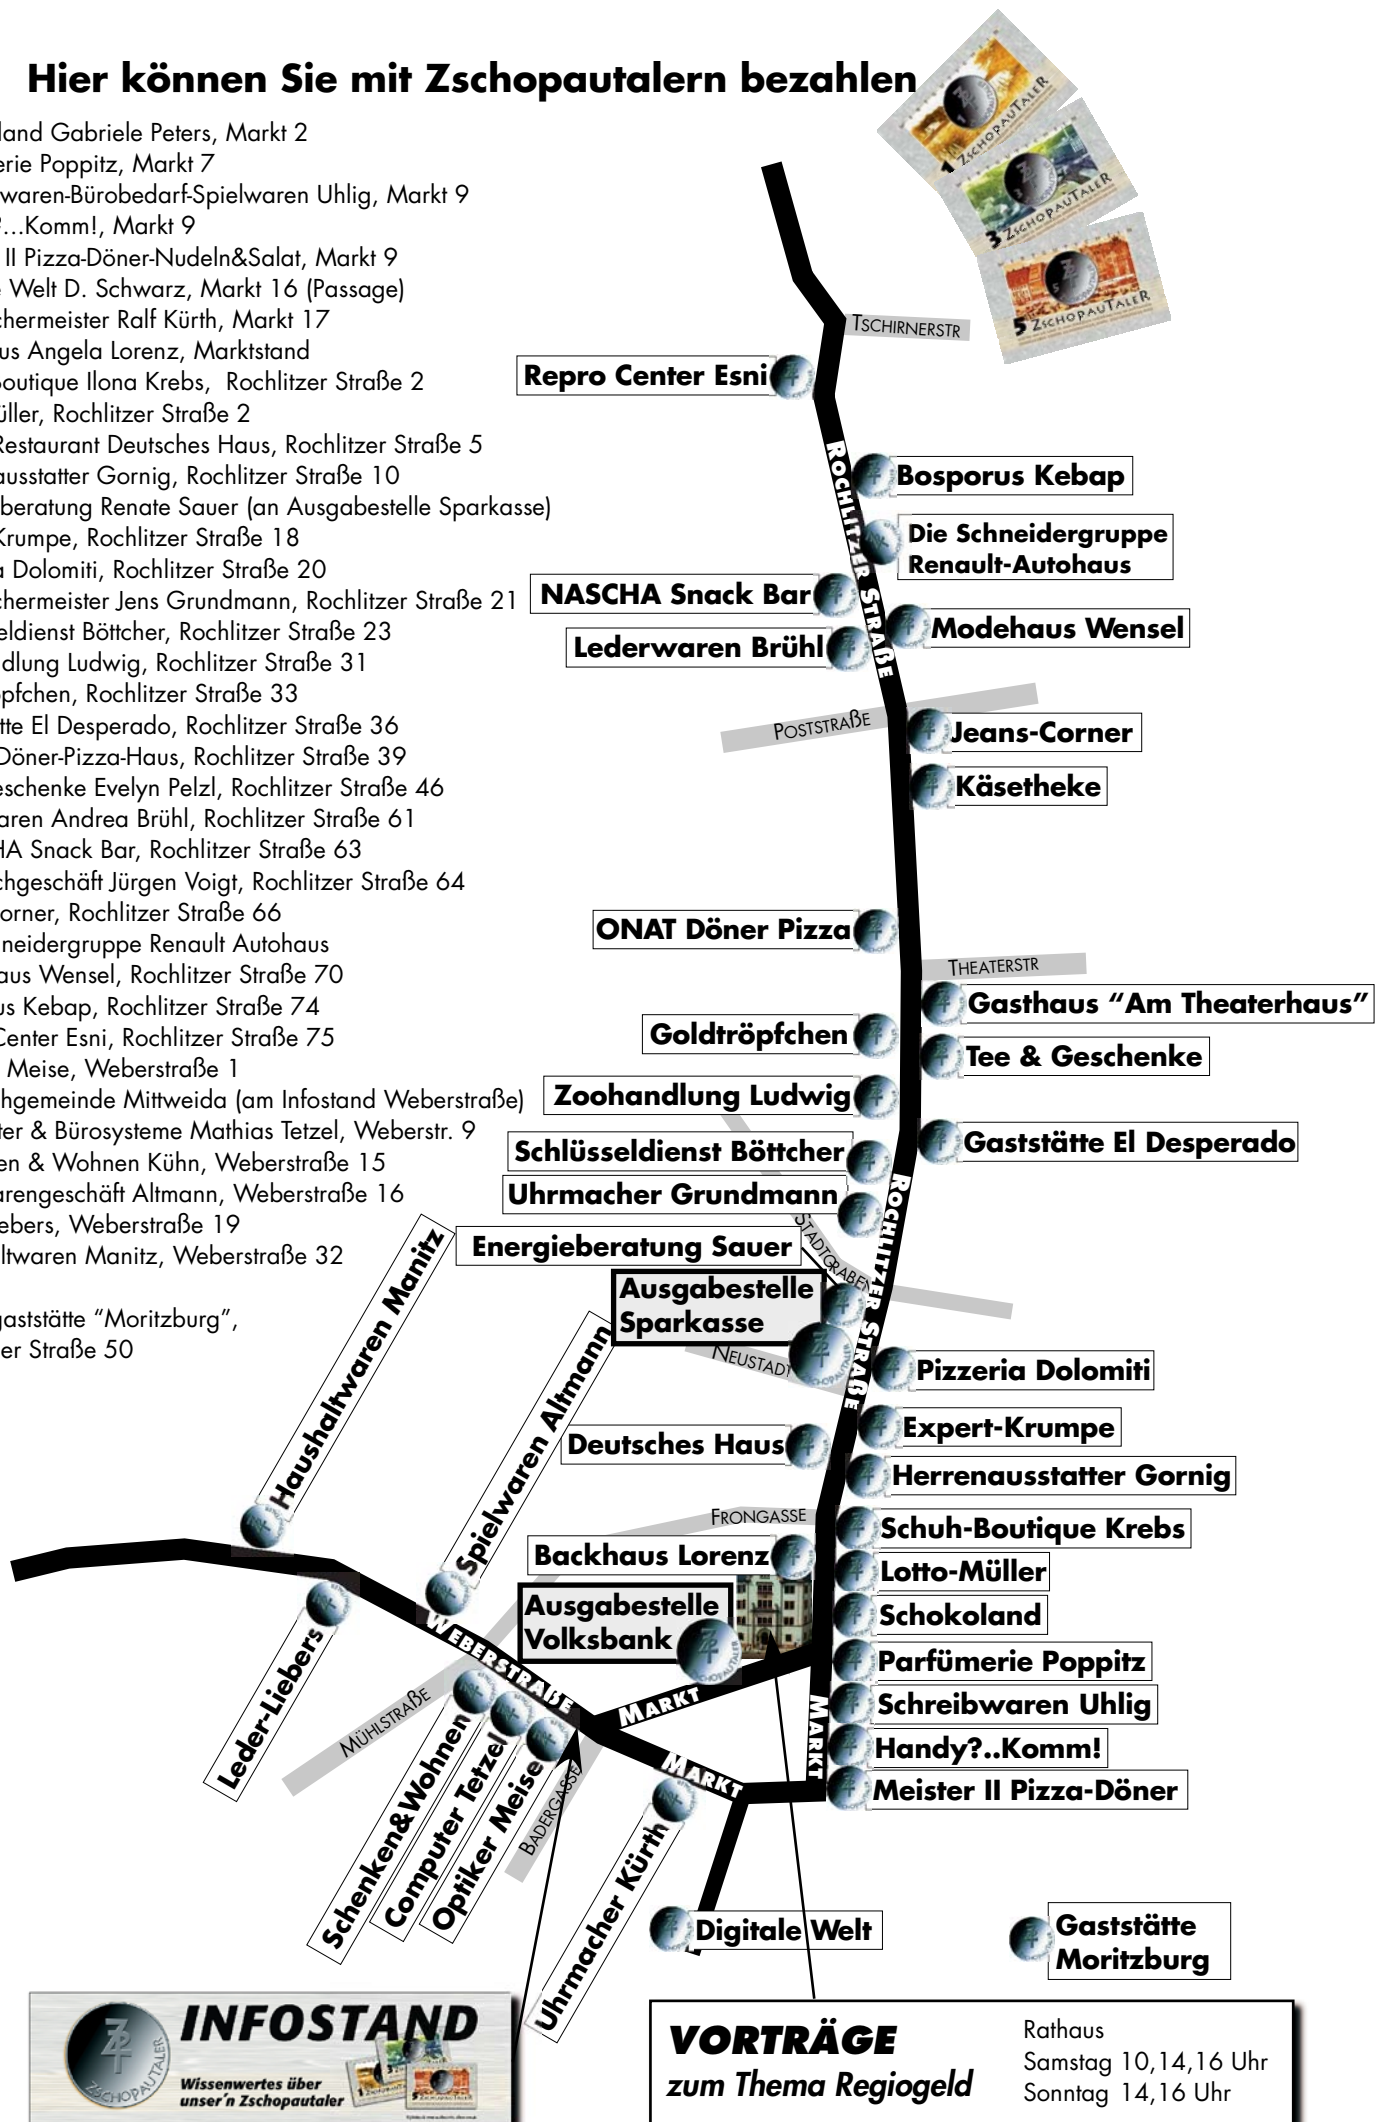 Hier können Sie mit Zschopautalern bezahlen
land Gabriele Peters, Markt 2
erie Poppitz, Markt 7
waren-Bürobedarf-Spielwaren Uhlig, Markt 9
?...Komm!, Markt 9
II Pizza-Döner-Nudeln&Salat, Markt 9
e Welt D. Schwarz, Markt 16 (Passage)
chermeister Ralf Kürth, Markt 17
us Angela Lorenz, Marktstand
Boutique Ilona Krebs, Rochlitzer Straße 2
üller, Rochlitzer Straße 2
Restaurant Deutsches Haus, Rochlitzer Straße 5
ausstatter Gornig, Rochlitzer Straße 10
beratung Renate Sauer (an Ausgabestelle Sparkasse)
Krumpe, Rochlitzer Straße 18
a Dolomiti, Rochlitzer Straße 20
chermeister Jens Grundmann, Rochlitzer Straße 21
eldienst Böttcher, Rochlitzer Straße 23
dlung Ludwig, Rochlitzer Straße 31
pfchen, Rochlitzer Straße 33
tte El Desperado, Rochlitzer Straße 36
Döner-Pizza-Haus, Rochlitzer Straße 39
eschenke Evelyn Pelzl, Rochlitzer Straße 46
aren Andrea Brühl, Rochlitzer Straße 61
HA Snack Bar, Rochlitzer Straße 63
chgeschäft Jürgen Voigt, Rochlitzer Straße 64
orner, Rochlitzer Straße 66
neidergruppe Renault Autohaus
aus Wensel, Rochlitzer Straße 70
us Kebap, Rochlitzer Straße 74
Center Esni, Rochlitzer Straße 75
Meise, Weberstraße 1
hgemeinde Mittweida (am Infostand Weberstraße)
ter & Bürosysteme Mathias Tetzel, Weberstr. 9
en & Wohnen Kühn, Weberstraße 15
arengeschäft Altmann, Weberstraße 16
ebers, Weberstraße 19
ltwaren Manitz, Weberstraße 32
gaststätte “Moritzburg”,
er Straße 50
1 ZSCHOPAUTALER
3 ZSCHOPAUTALER
5 ZSCHOPAUTALER
TSCHIRNERSTR
Repro Center Esni
ROCHLITZER STRAßE
Bosporus Kebap
Die Schneidergruppe
Renault-Autohaus
NASCHA Snack Bar
Modehaus Wensel
Lederwaren Brühl
POSTSTRAßE
Jeans-Corner
Käsetheke
ONAT Döner Pizza
THEATERSTR
Gasthaus “Am Theaterhaus”
Goldtröpfchen
Tee & Geschenke
Zoohandlung Ludwig
Gaststätte El Desperado
Schlüsseldienst Böttcher
Uhrmacher Grundmann
ROCHLITZER STRAßE
STADTGRABEN
Energieberatung Sauer
Ausgabestelle
Sparkasse
NEUSTADT
Pizzeria Dolomiti
Expert-Krumpe
Deutsches Haus
Herrenausstatter Gornig
FRONGASSE
Schuh-Boutique Krebs
Backhaus Lorenz
Lotto-Müller
Ausgabestelle
Volksbank
Schokoland
Parfümerie Poppitz
Schreibwaren Uhlig
Handy?..Komm!
Meister II Pizza-Döner
Haushaltwaren Manitz
Spielwaren Altmann
WEBERSTRAßE
MARKT
MARKT
MARKT
Leder-Liebers
MÜHLSTRAßE
Schenken&Wohnen
Computer Tetzel
Optiker Meise
BADERGASSE
Uhrmacher Kürth
Digitale Welt
Gaststätte
Moritzburg
ZSCHOPAUTALER
INFOSTAND
Wissenwertes über
unser’n Zschopautaler
VORTRÄGE
zum Thema Regiogeld
Rathaus
Samstag 10,14,16 Uhr
Sonntag 14,16 Uhr